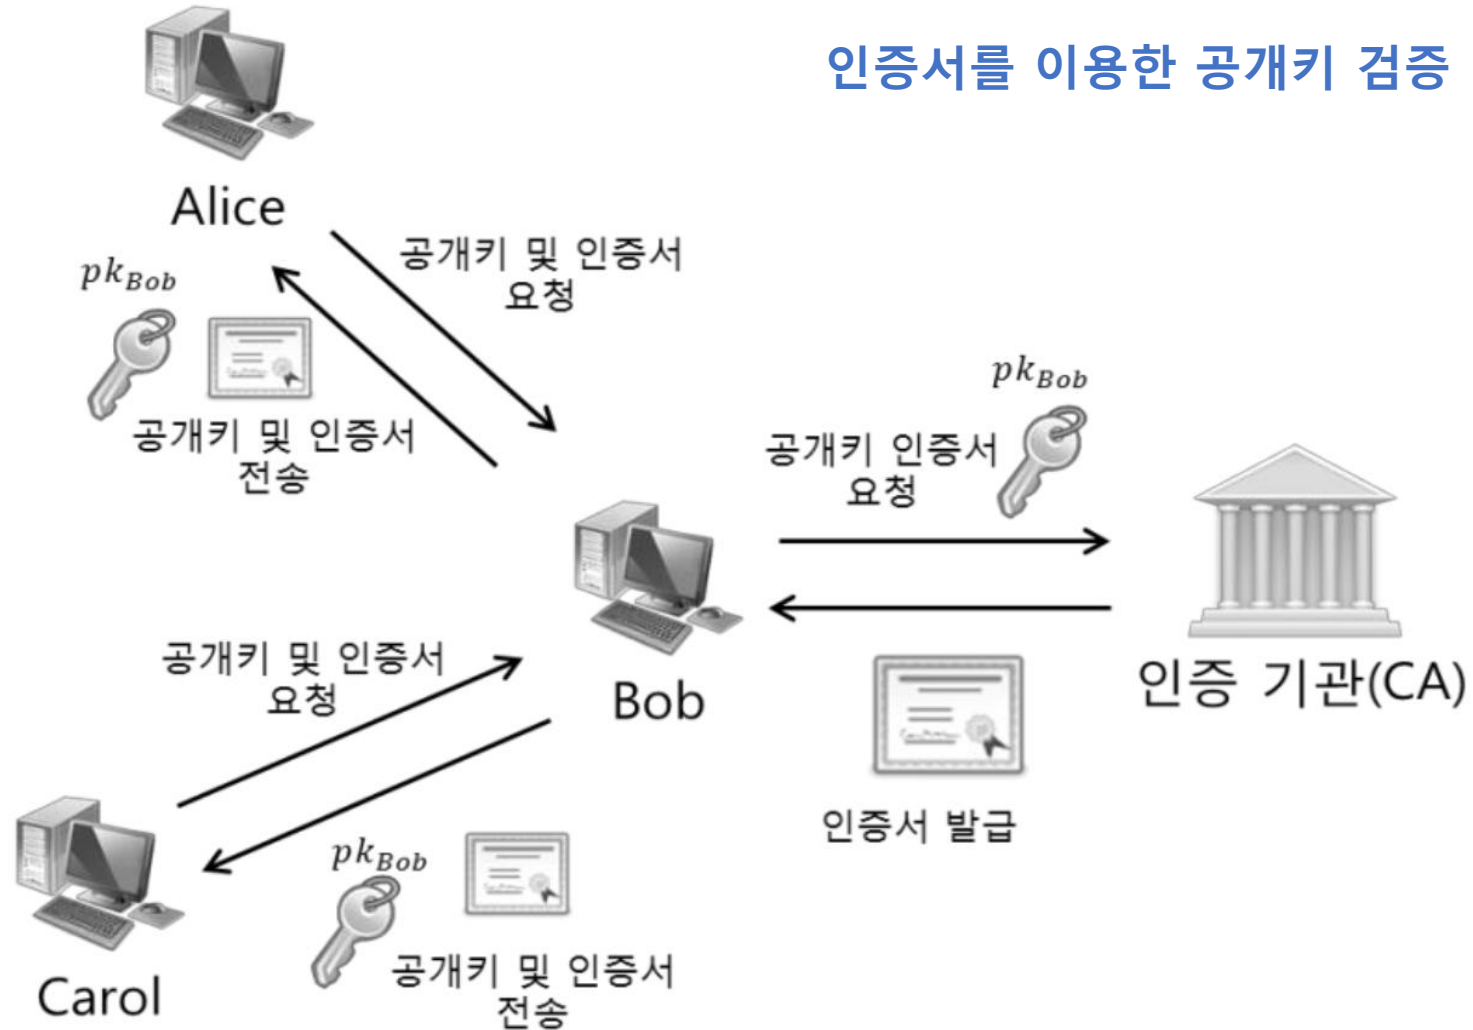 인증서를 이용한 공개키 검증
Alice
공개키 및 인증서
요청
pk_Bob
공개키 및 인증서
전송
pk_Bob
공개키 인증서
요청
인증 기관(CA)
Bob
인증서 발급
공개키 및 인증서
요청
pk_Bob
공개키 및 인증서
전송
Carol